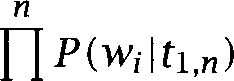 n
∏ P(w_i|t_{1,n})